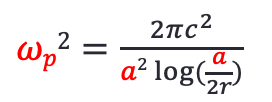 ωₚ² = 2πc² / (a² log(a/2r))